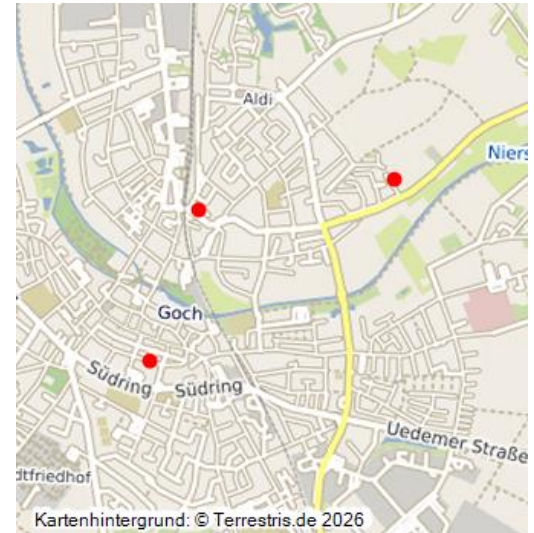 Aldi
Niers
Goch
Südring
Südring
Uedemer Straße
dtfriedhof
Kartenhintergrund: © Terrestris.de 2026